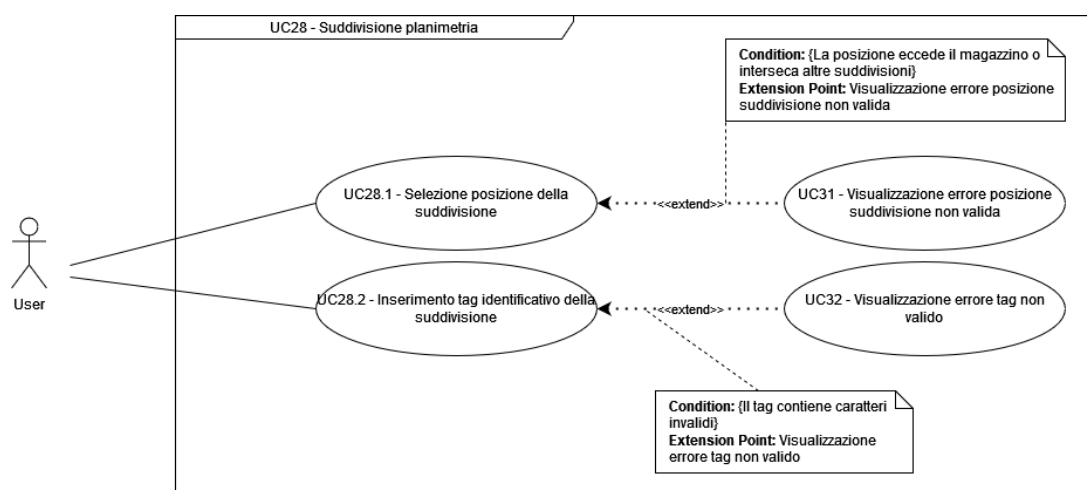 UC28 - Suddivisione planimetria
Condition: {La posizione eccede il magazzino o
interseca altre suddivisioni}
Extension Point: Visualizzazione errore posizione
suddivisione non valida
UC28.1 - Selezione posizione della
suddivisione
<<extend>>
UC31 - Visualizzazione errore posizione
suddivisione non valida
User
UC28.2 - Inserimento tag identificativo della
suddivisione
<<extend>>
UC32 - Visualizzazione errore tag non
valido
Condition: {Il tag contiene caratteri
invalidi}
Extension Point: Visualizzazione
errore tag non valido